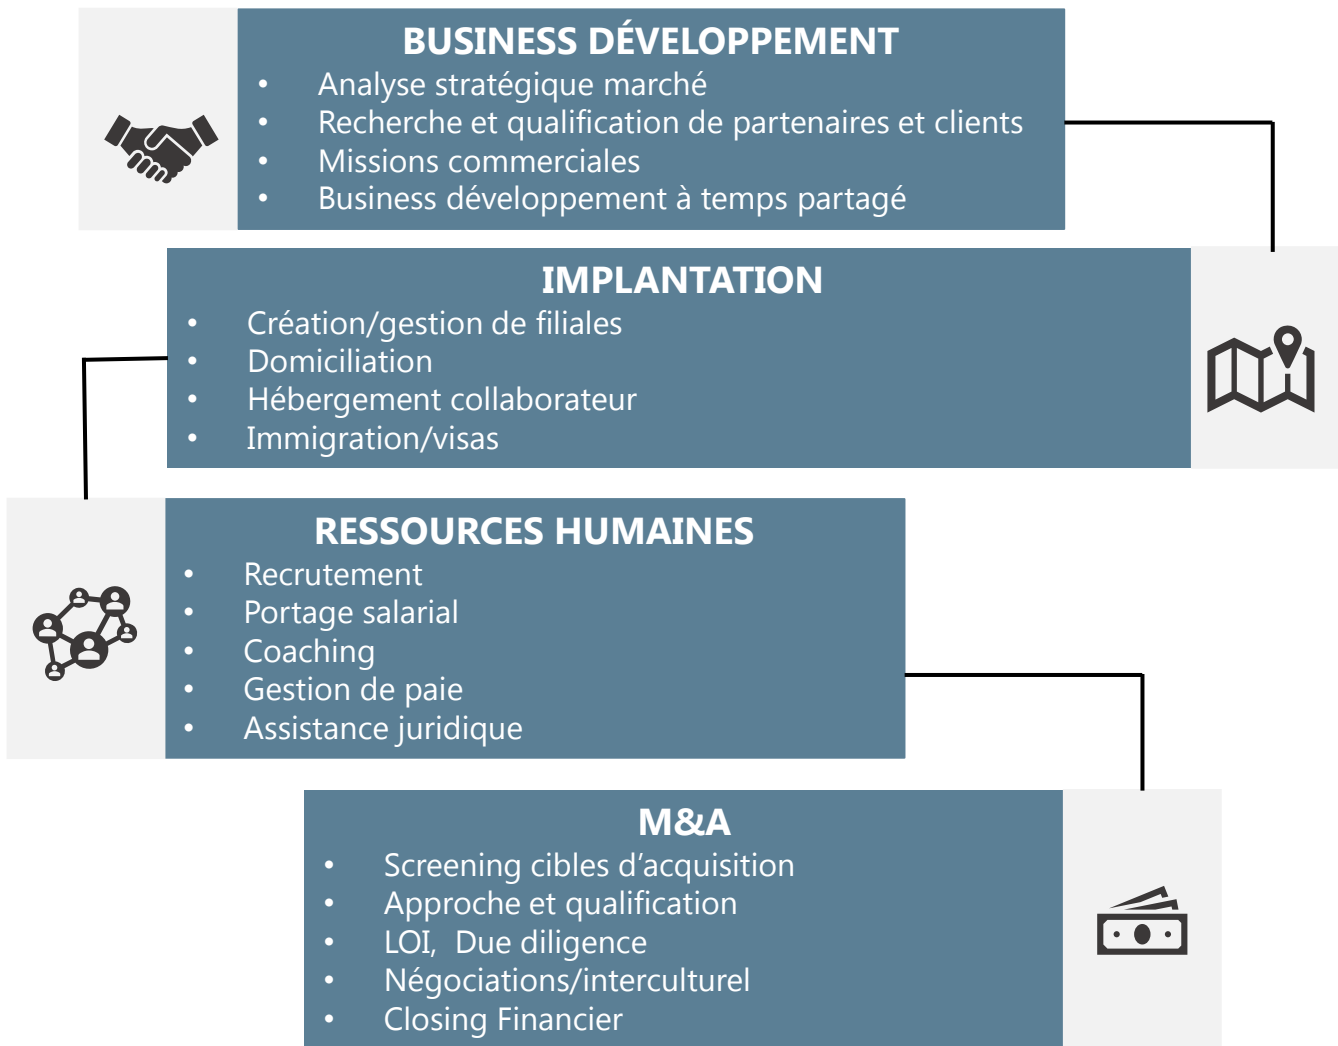 BUSINESS DÉVELOPPEMENT
• Analyse stratégique marché
• Recherche et qualification de partenaires et clients
• Missions commerciales
• Business développement à temps partagé
IMPLANTATION
• Création/gestion de filiales
• Domiciliation
• Hébergement collaborateur
• Immigration/visas
RESSOURCES HUMAINES
• Recrutement
• Portage salarial
• Coaching
• Gestion de paie
• Assistance juridique
M&A
• Screening cibles d’acquisition
• Approche et qualification
• LOI, Due diligence
• Négociations/interculturel
• Closing Financier